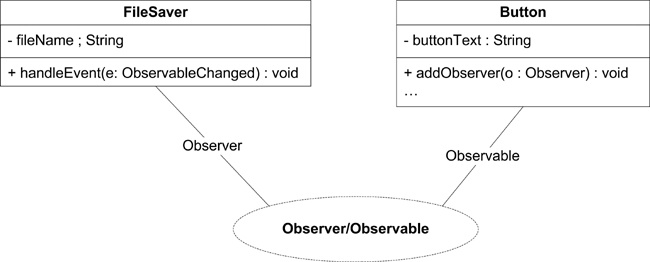 FileSaver
- fileName ; String
+ handleEvent(e: ObservableChanged) : void
Button
- buttonText : String
+ addObserver(o : Observer) : void
...
Observer
Observable
Observer/Observable